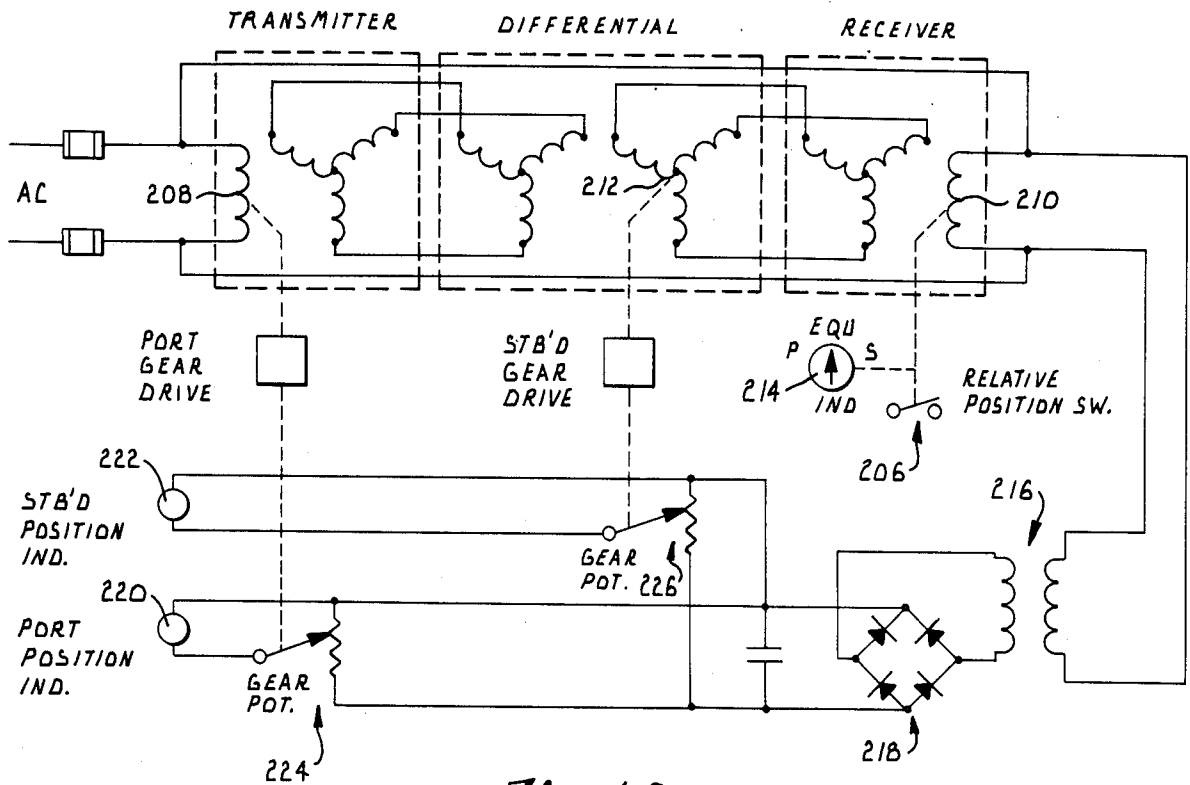 TRANSMITTER
DIFFERENTIAL
RECEIVER
AC
208
212
210
PORT
GEAR
DRIVE
STB'D
GEAR
DRIVE
EQU
P
S
214
IND
RELATIVE
POSITION SW.
206
222
STB'D
POSITION
IND.
GEAR
POT.
226
216
220
PORT
POSITION
IND.
GEAR
POT.
224
218